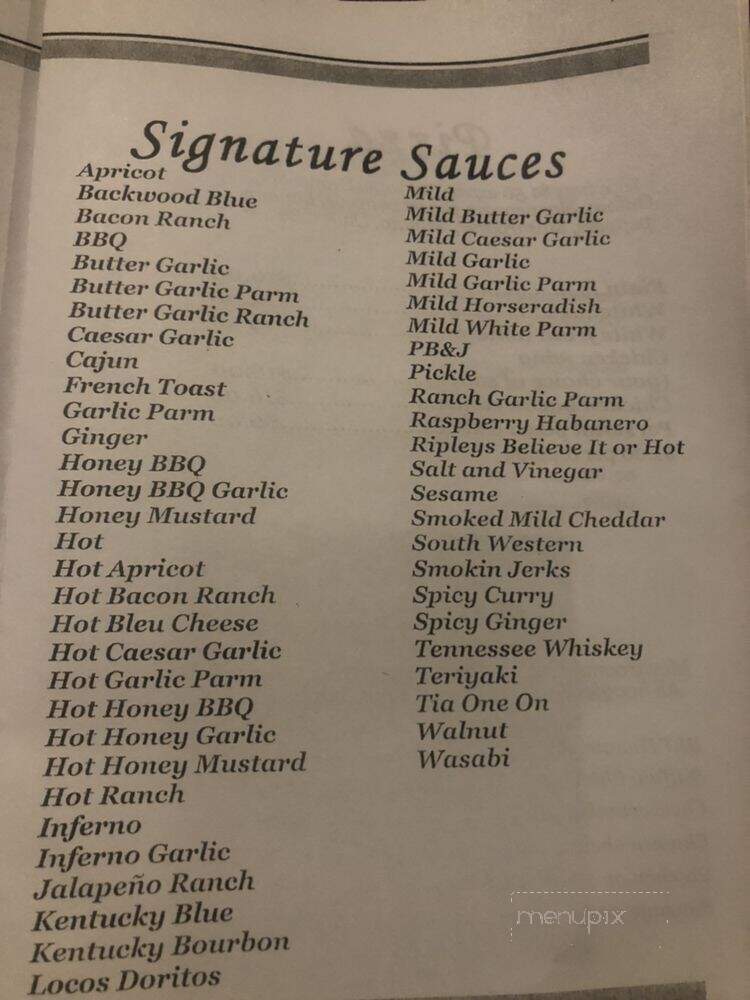 Signature Sauces
Apricot
Backwood Blue
Bacon Ranch
BBQ
Butter Garlic
Butter Garlic Parm
Butter Garlic Ranch
Caesar Garlic
Cajun
French Toast
Garlic Parm
Ginger
Honey BBQ
Honey BBQ Garlic
Honey Mustard
Hot
Hot Apricot
Hot Bacon Ranch
Hot Bleu Cheese
Hot Caesar Garlic
Hot Garlic Parm
Hot Honey BBQ
Hot Honey Garlic
Hot Honey Mustard
Hot Ranch
Inferno
Inferno Garlic
Jalapeño Ranch
Kentucky Blue
Kentucky Bourbon
Locos Doritos
Mild
Mild Butter Garlic
Mild Caesar Garlic
Mild Garlic
Mild Garlic Parm
Mild Horseradish
Mild White Parm
PB&J
Pickle
Ranch Garlic Parm
Raspberry Habanero
Ripleys Believe It or Hot
Salt and Vinegar
Sesame
Smoked Mild Cheddar
South Western
Smokin Jerks
Spicy Curry
Spicy Ginger
Tennessee Whiskey
Teriyaki
Tia One On
Walnut
Wasabi
menupix